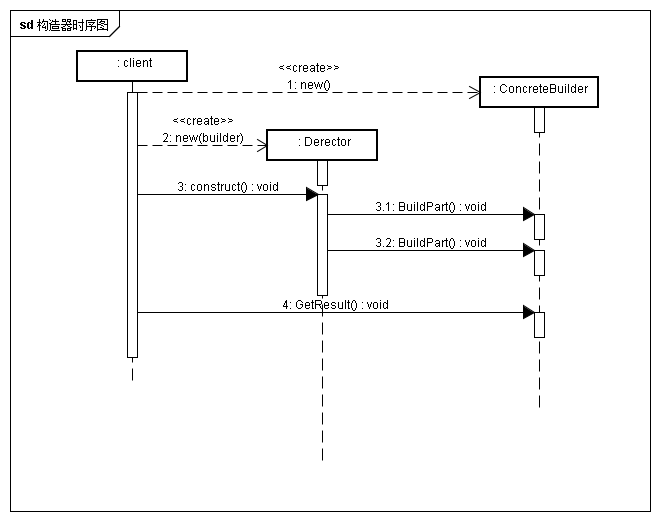 sd 构造器时序图
: client
<<create>>
1: new()
: ConcreteBuilder
<<create>>
2: new(builder)
: Derector
3: construct() : void
3.1: BuildPart() : void
3.2: BuildPart() : void
4: GetResult() : void